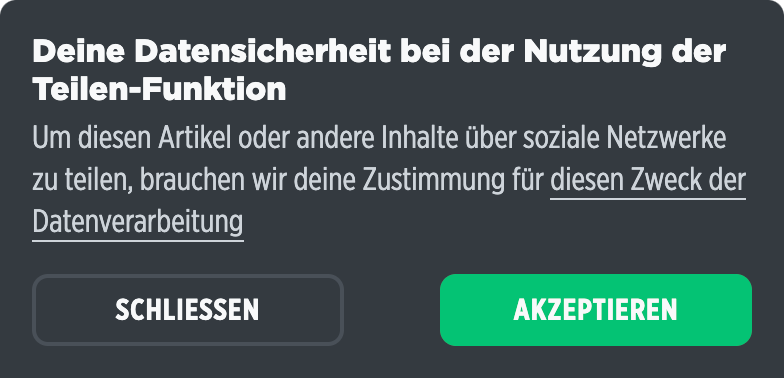 Deine Datensicherheit bei der Nutzung der
Teilen-Funktion
Um diesen Artikel oder andere Inhalte über soziale Netzwerke
zu teilen, brauchen wir deine Zustimmung für diesen Zweck der
Datenverarbeitung
SCHLIESSEN
AKZEPTIEREN